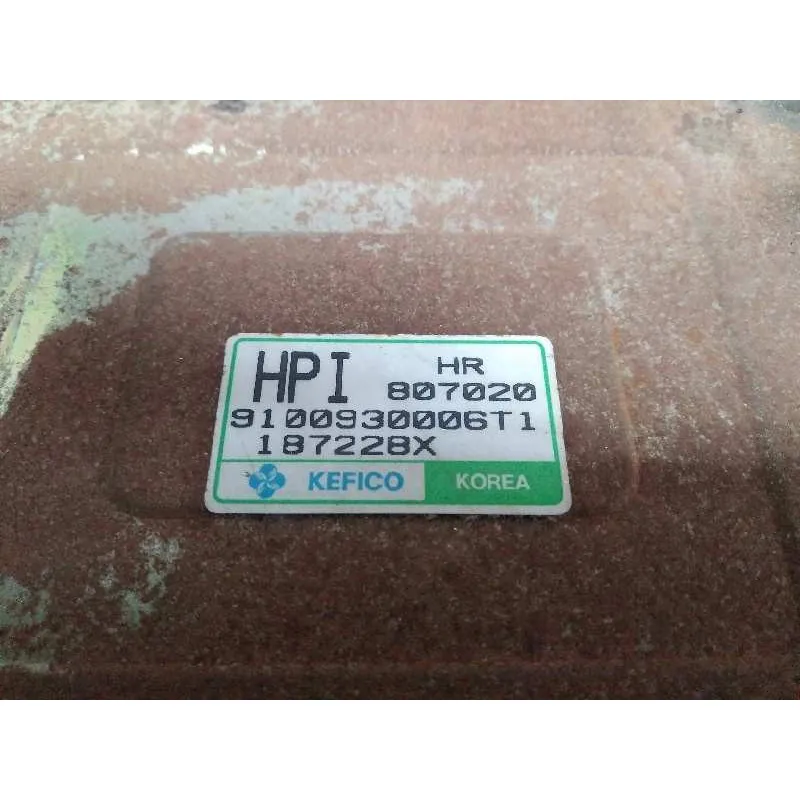 HPI HR
807020
9100930006T1
187228X
KEFICO KOREA